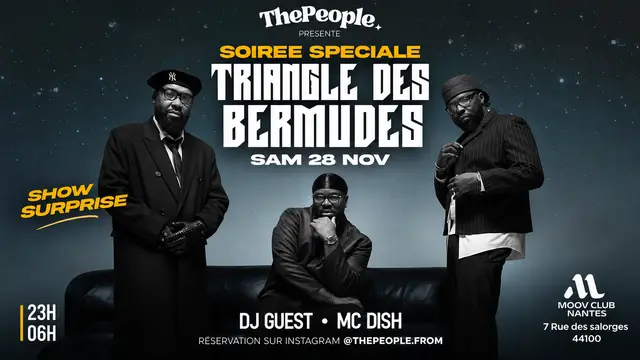 ThePeople.
PRESENTE
SOIREE SPECIALE
TRIANGLE DES
BERMUDES
SAM 28 NOV
NY
SHOW
SURPRISE
23H
06H
DJ GUEST • MC DISH
RÉSERVATION SUR INSTAGRAM @THEPEOPLE.FROM
MOOV CLUB
NANTES
7 Rue des salorges
44100